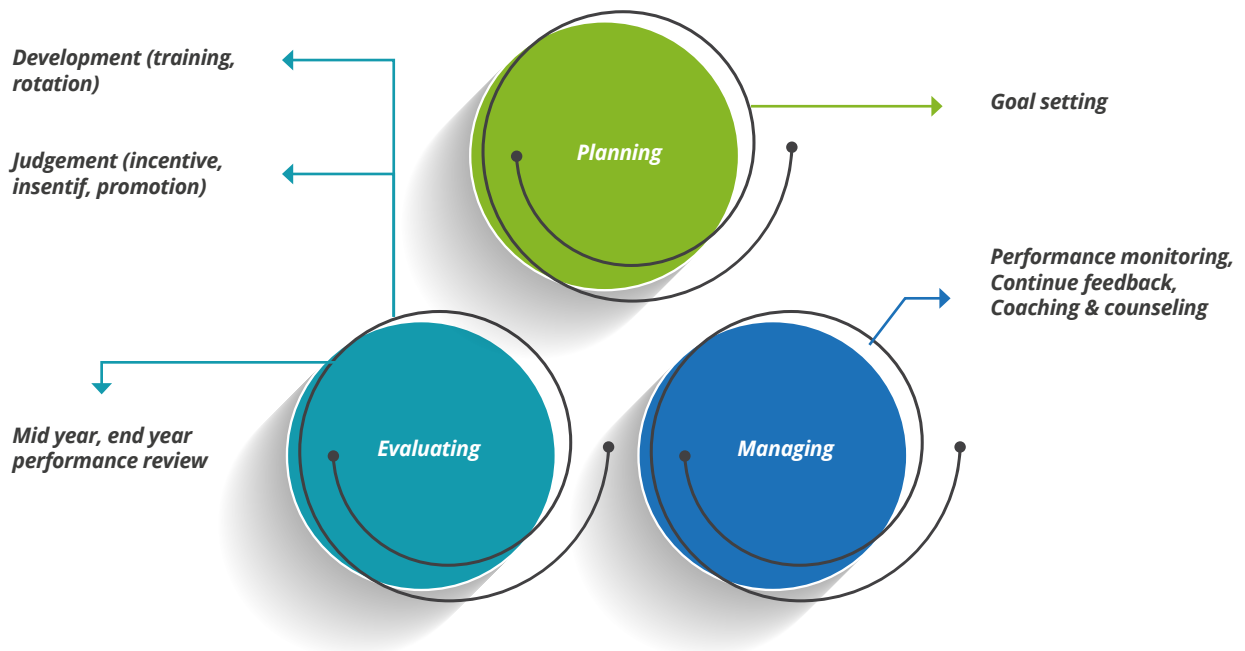 Development (training,
rotation)
Judgement (incentive,
insentif, promotion)
Planning
Goal setting
Performance monitoring,
Continue feedback,
Coaching & counseling
Mid year, end year
performance review
Evaluating
Managing